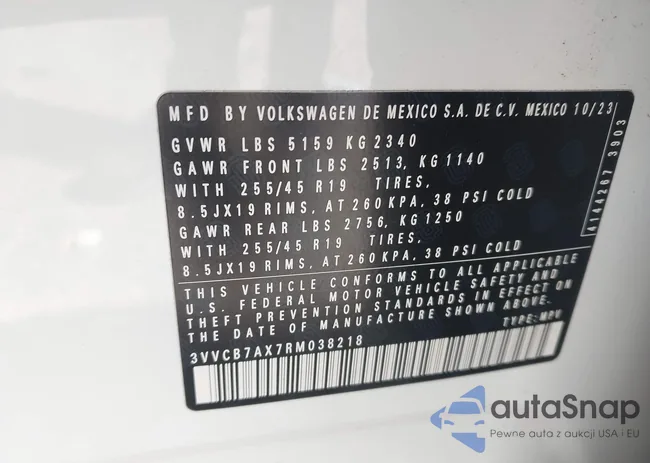 MFD BY VOLKSWAGEN DE MEXICO S.A. DE C.V. MEXICO 10/23
GVWR LBS 5159 KG 2340
GAWR FRONT LBS 2513, KG 1140
WITH 255/45 R19 TIRES,
8.5JX19 RIMS, AT 260 KPA, 38 PSI COLD
GAWR REAR LBS 2756, KG 1250
WITH 255/45 R19 TIRES,
8.5JX19 RIMS, AT 260 KPA, 38 PSI COLD
THIS VEHICLE CONFORMS TO ALL APPLICABLE
U.S. FEDERAL MOTOR VEHICLE SAFETY AND
THEFT PREVENTION STANDARDS IN EFFECT ON
THE DATE OF MANUFACTURE SHOWN ABOVE.
3VVCB7AX7RM038218 TYPE: MPV
A144267 3903
autaSnap
Pewne auta z aukcji USA i EU